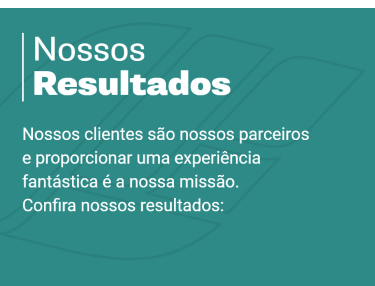 Nossos
Resultados
Nossos clientes são nossos parceiros
e proporcionar uma experiência
fantástica é a nossa missão.
Confira nossos resultados: